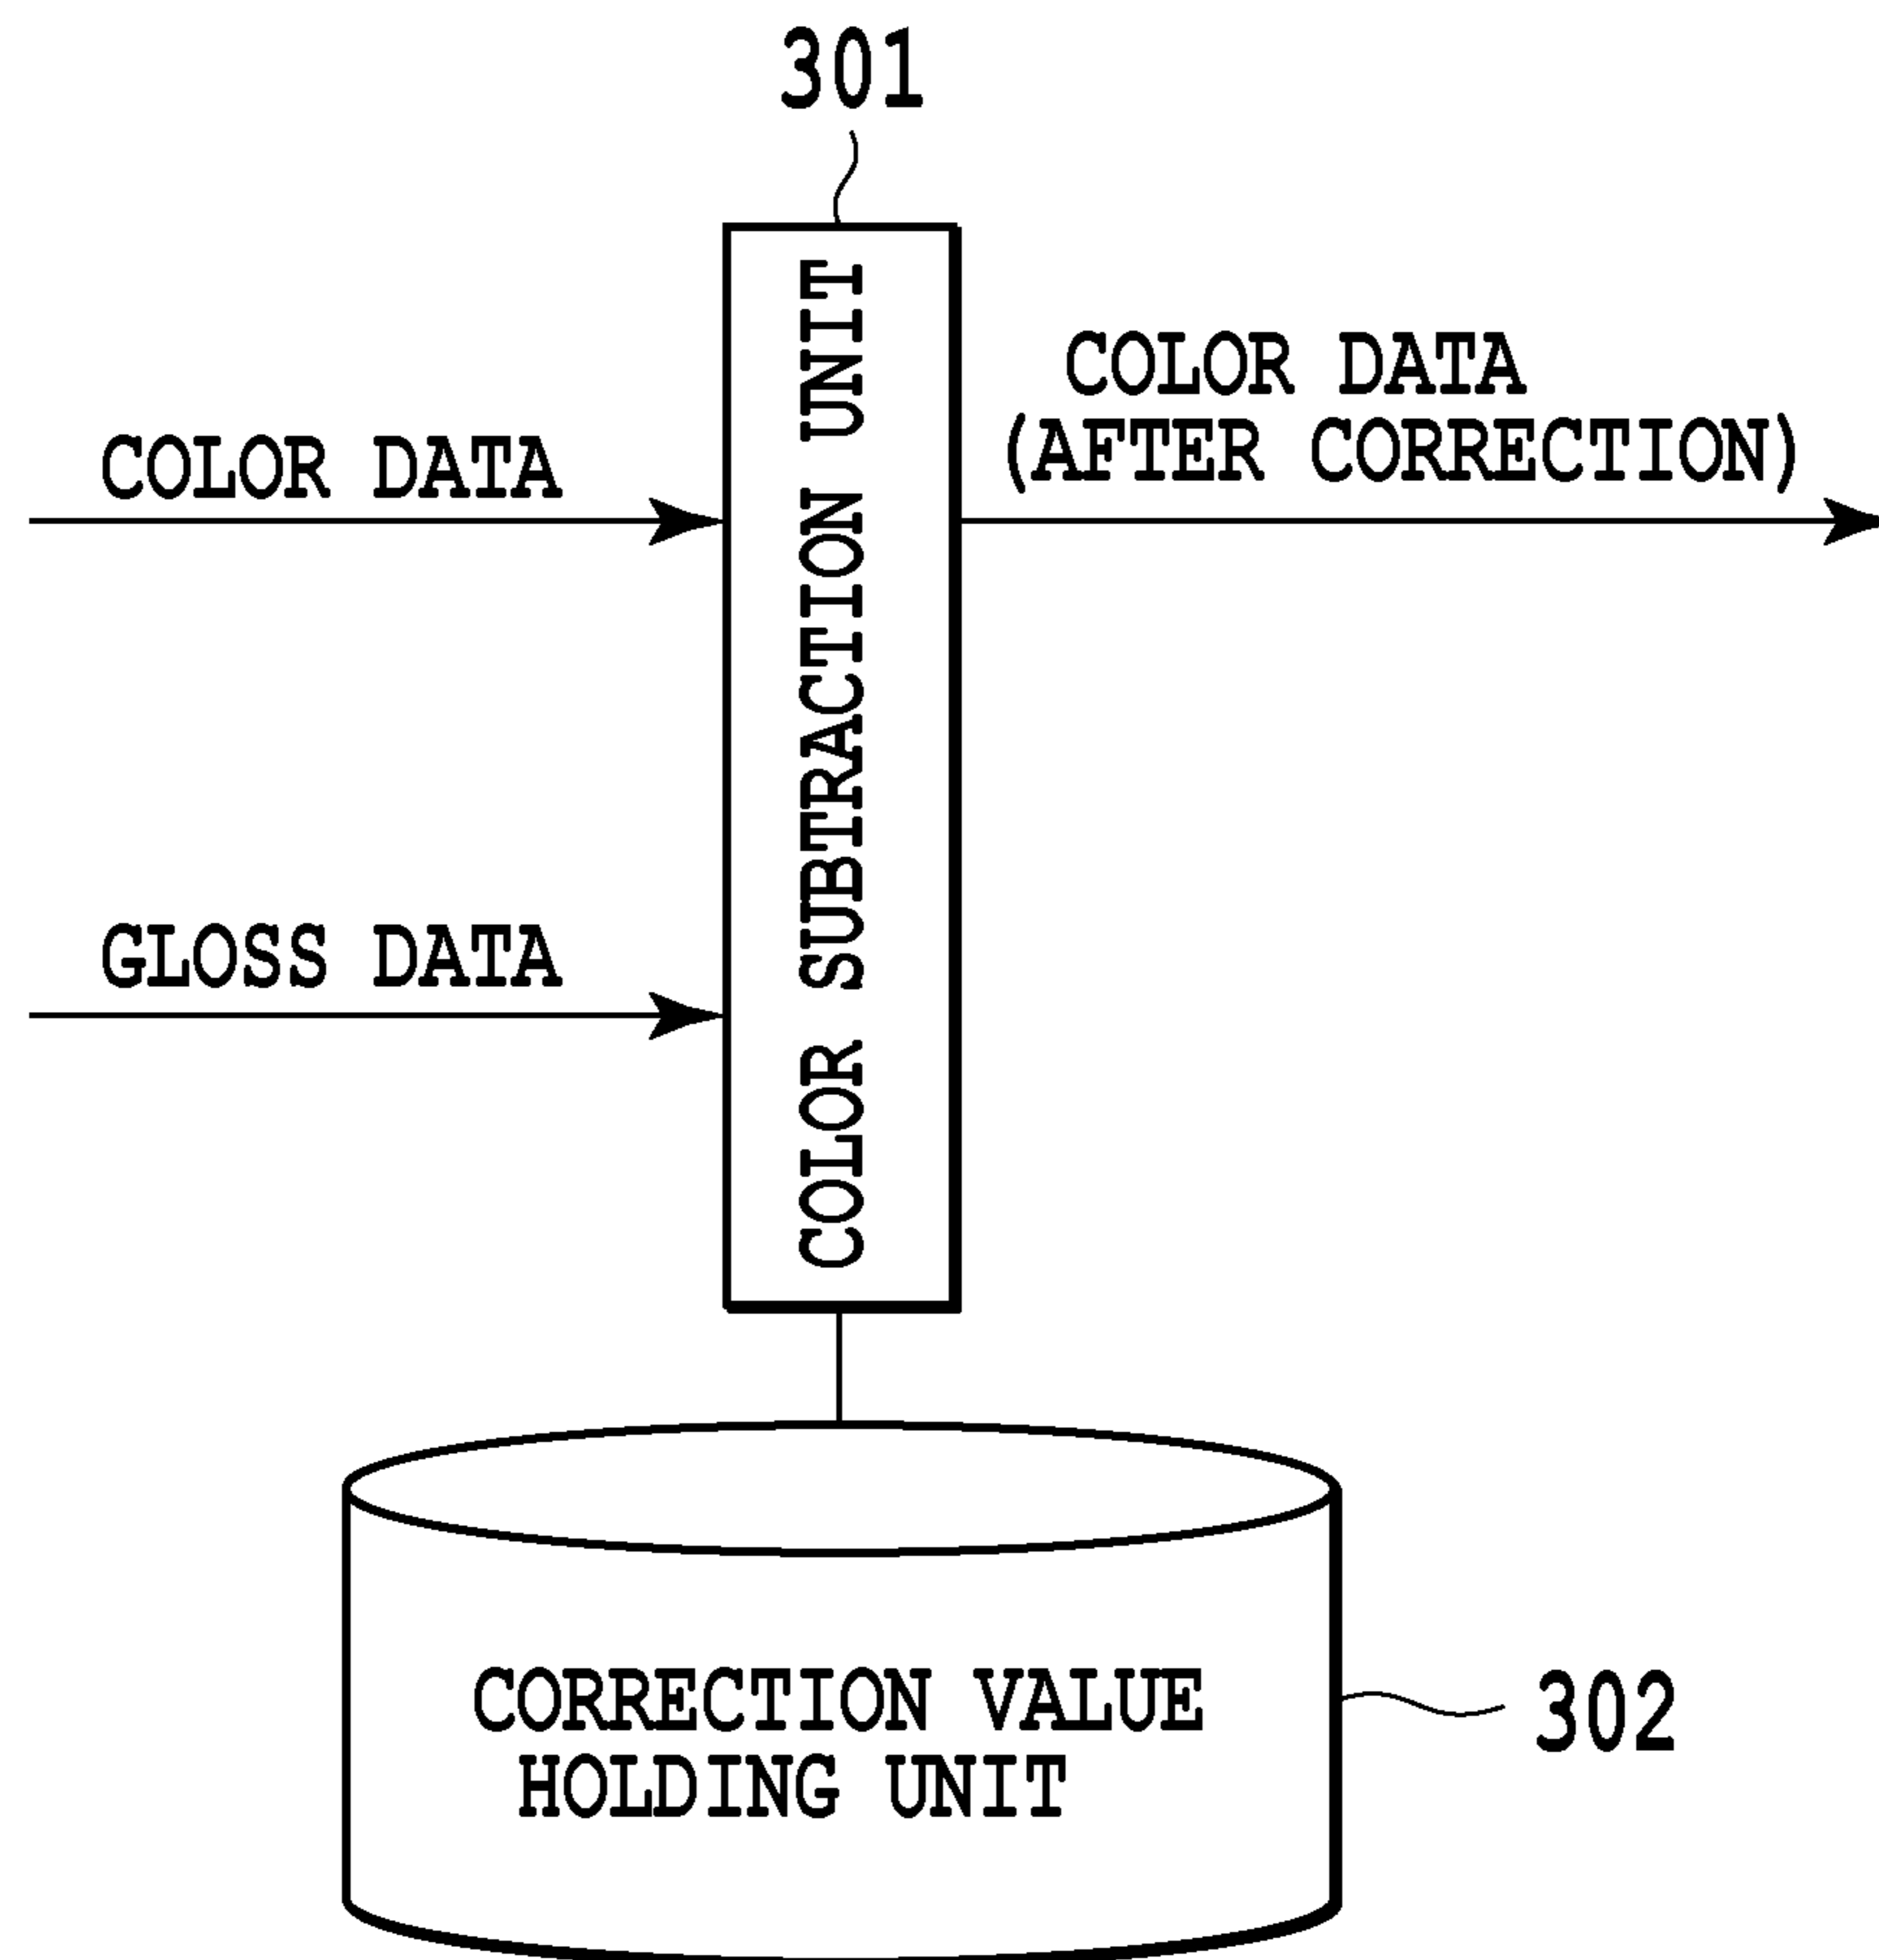 301
COLOR SUBTRACTION UNIT
COLOR DATA
COLOR DATA
(AFTER CORRECTION)
GLOSS DATA
CORRECTION VALUE
HOLDING UNIT
302